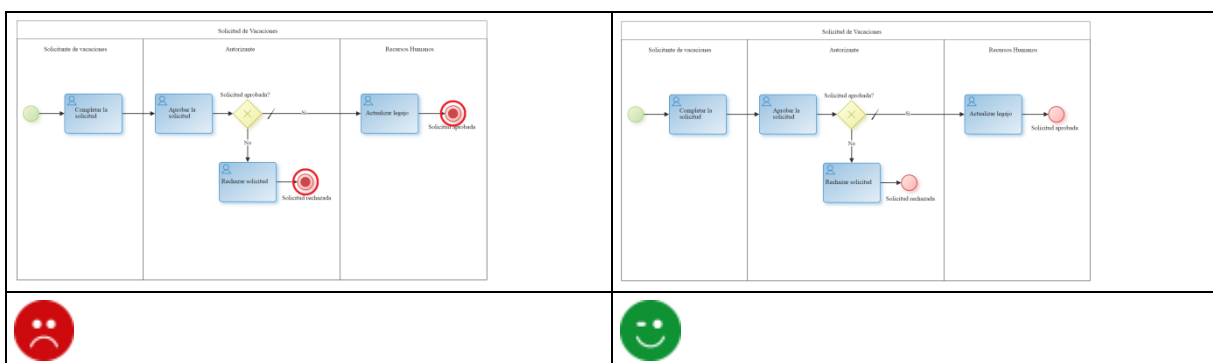 Solicitud de Vacaciones
Solicitante de vacaciones
Autorizante
Recursos Humanos
Solicitud aprobada?
Completar la
solicitud
Aprobar la
solicitud
Si
Actualizar legajo
Solicitud aprobada
No
Rechazar solicitud
Solicitud rechazada
Solicitud de Vacaciones
Solicitante de vacaciones
Autorizante
Recursos Humanos
Solicitud aprobada?
Completar la
solicitud
Aprobar la
solicitud
Si
Actualizar legajo
Solicitud aprobada
No
Rechazar solicitud
Solicitud rechazada